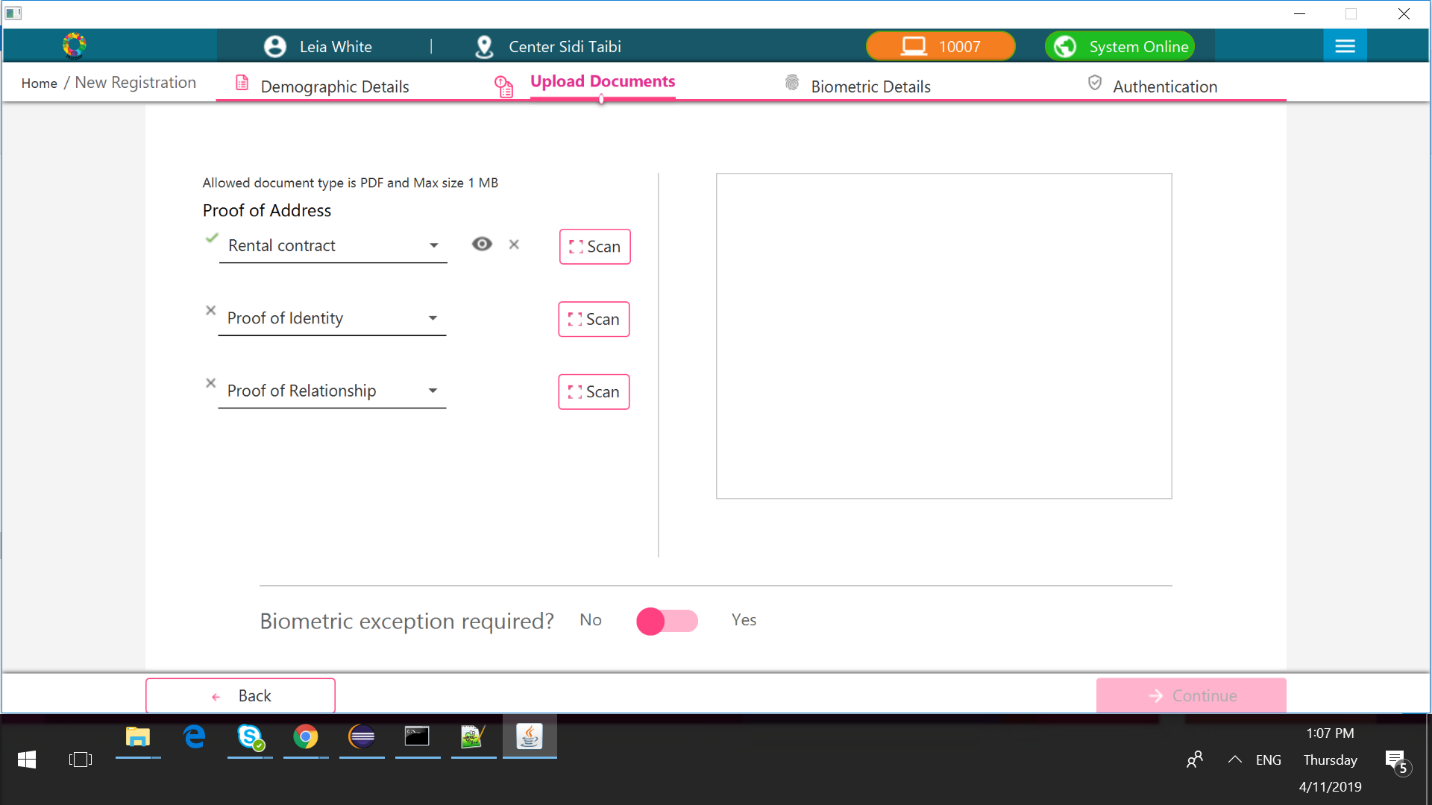 Leia White | Center Sidi Taibi 10007 System Online
Home / New Registration Demographic Details Upload Documents Biometric Details Authentication
Allowed document type is PDF and Max size 1 MB
Proof of Address
Rental contract Scan
Proof of Identity Scan
Proof of Relationship Scan
Biometric exception required? No Yes
Back Continue
1:07 PM
ENG Thursday 5
4/11/2019